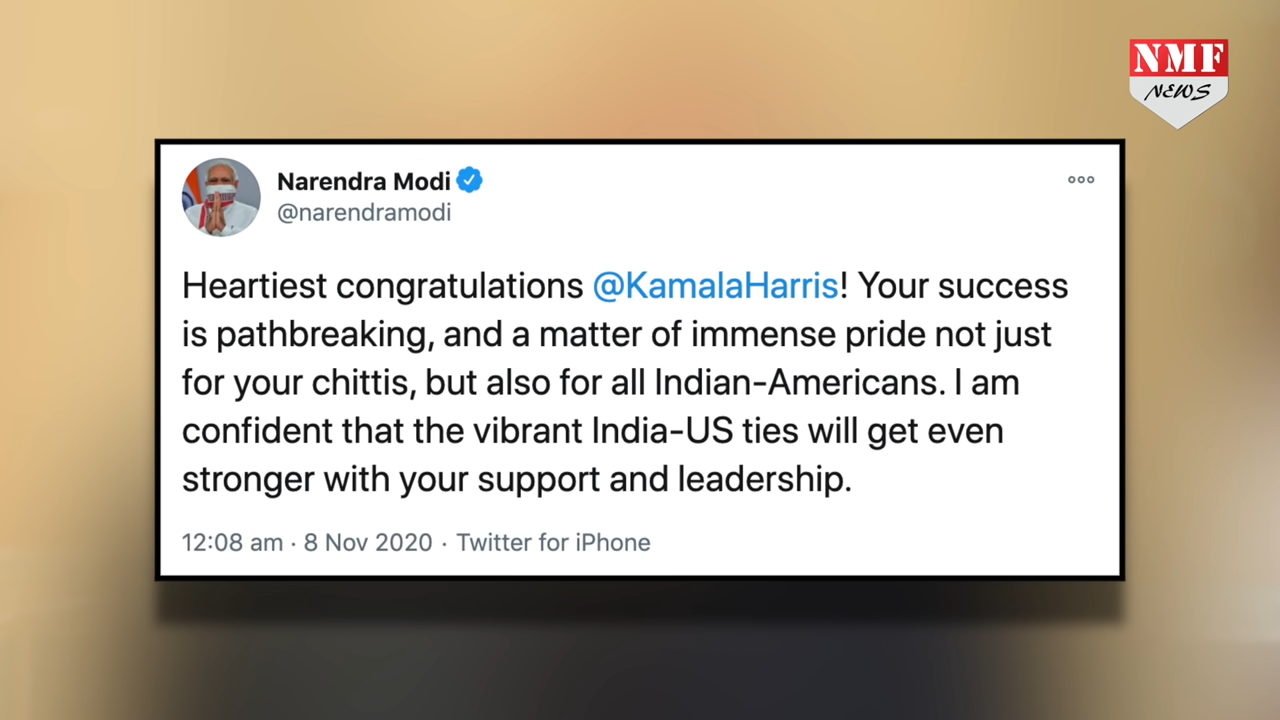 NMF
NEWS
Narendra Modi
@narendramodi
Heartiest congratulations @KamalaHarris! Your success
is pathbreaking, and a matter of immense pride not just
for your chittis, but also for all Indian-Americans. I am
confident that the vibrant India-US ties will get even
stronger with your support and leadership.
12:08 am · 8 Nov 2020 · Twitter for iPhone